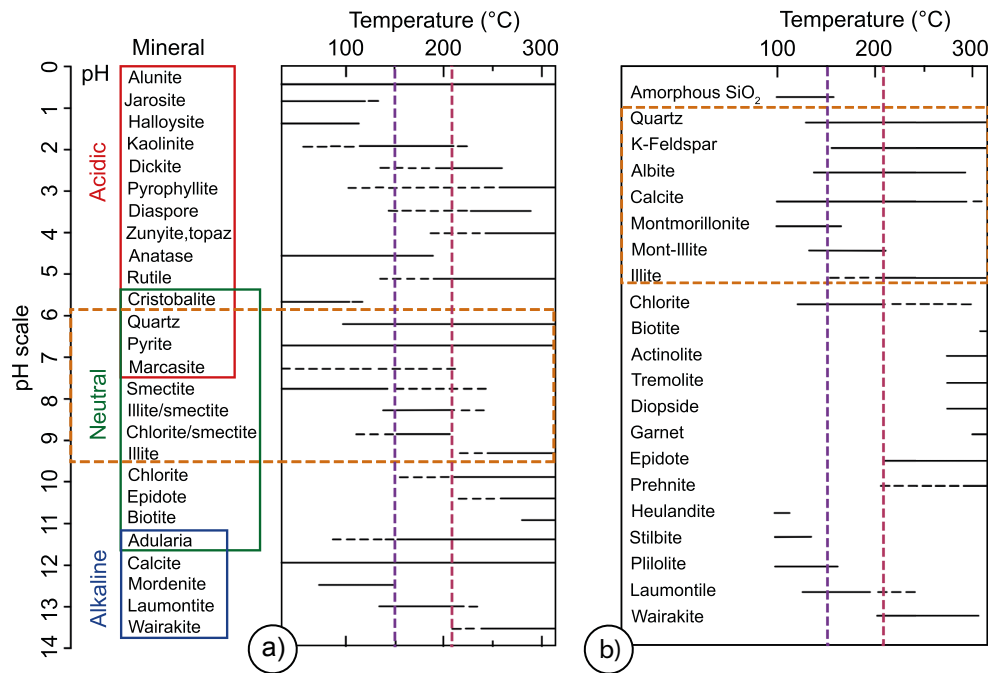 Temperature (°C)
Mineral
100 200 300
pH
pH scale
0
1
2
3
4
5
6
7
8
9
10
11
12
13
14
Acidic
Neutral
Alkaline
Alunite
Jarosite
Halloysite
Kaolinite
Dickite
Pyrophyllite
Diaspore
Zunyite,topaz
Anatase
Rutile
Cristobalite
Quartz
Pyrite
Marcasite
Smectite
Illite/smectite
Chlorite/smectite
Illite
Chlorite
Epidote
Biotite
Adularia
Calcite
Mordenite
Laumontite
Wairakite
a)
Temperature (°C)
100 200 300
Amorphous SiO₂
Quartz
K-Feldspar
Albite
Calcite
Montmorillonite
Mont-Illite
Illite
Chlorite
Biotite
Actinolite
Tremolite
Diopside
Garnet
Epidote
Prehnite
Heulandite
Stilbite
Plilolite
Laumontile
Wairakite
b)